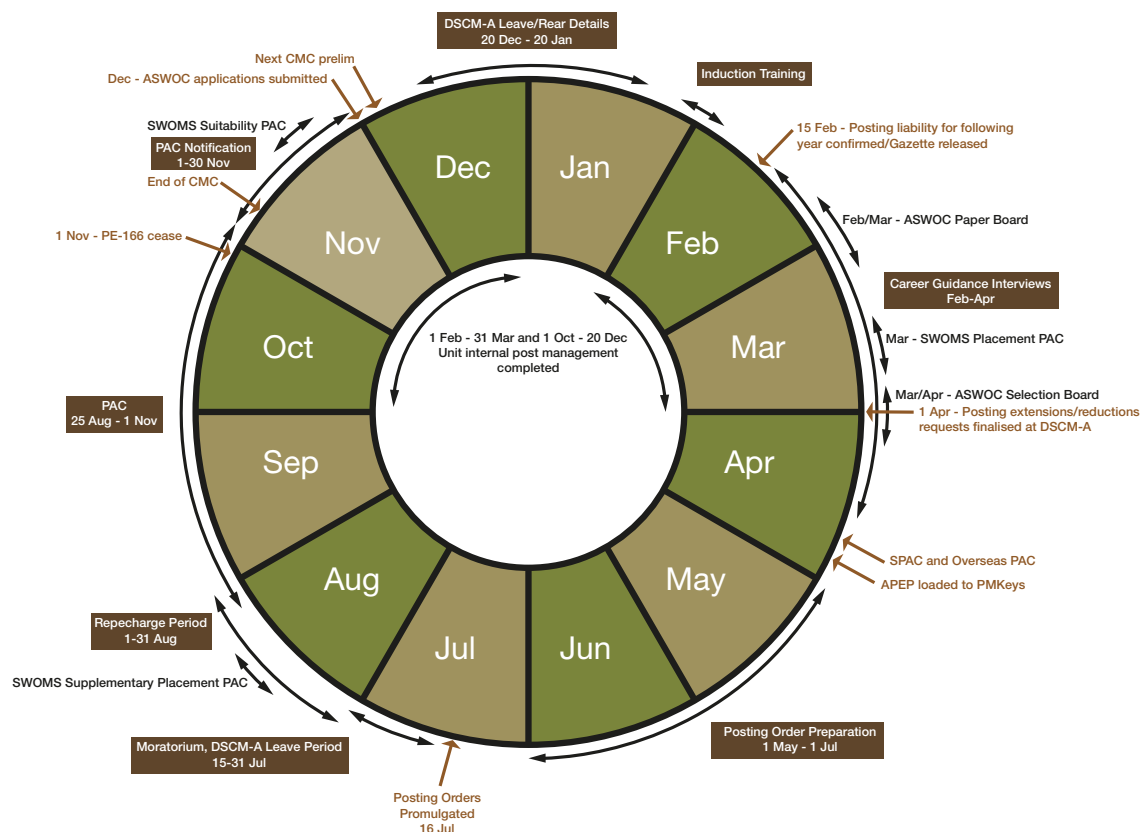 DSCM-A Leave/Rear Details
20 Dec - 20 Jan
Next CMC prelim
Dec - ASWOC applications submitted
Induction Training
SWOMS Suitability PAC
PAC Notification
1-30 Nov
End of CMC
1 Nov - PE-166 cease
15 Feb - Posting liability for following
year confirmed/Gazette released
Feb/Mar - ASWOC Paper Board
Career Guidance Interviews
Feb-Apr
Mar - SWOMS Placement PAC
Mar/Apr - ASWOC Selection Board
1 Apr - Posting extensions/reductions
requests finalised at DSCM-A
Dec
Jan
Nov
Feb
Oct
Mar
1 Feb - 31 Mar and 1 Oct - 20 Dec
Unit internal post management
completed
PAC
25 Aug - 1 Nov
Sep
Apr
Aug
May
Jul
Jun
SPAC and Overseas PAC
APEP loaded to PMKeys
Repecharge Period
1-31 Aug
SWOMS Supplementary Placement PAC
Moratorium, DSCM-A Leave Period
15-31 Jul
Posting Order Preparation
1 May - 1 Jul
Posting Orders
Promulgated
16 Jul